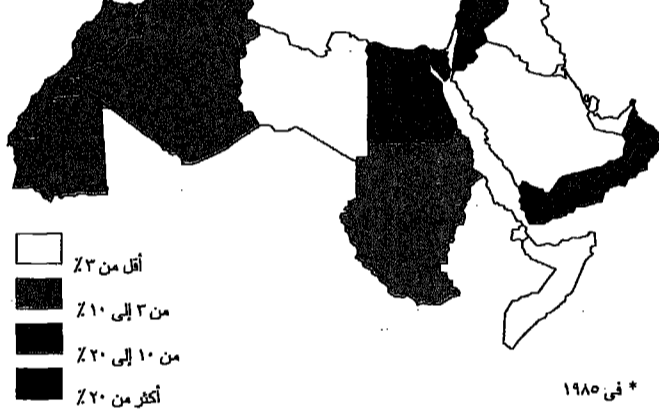 أقل من ٣ ٪
من ٣ إلى ١٠ ٪
من ١٠ إلى ٢٠ ٪
أكثر من ٢٠ ٪
* في ١٩٨٥